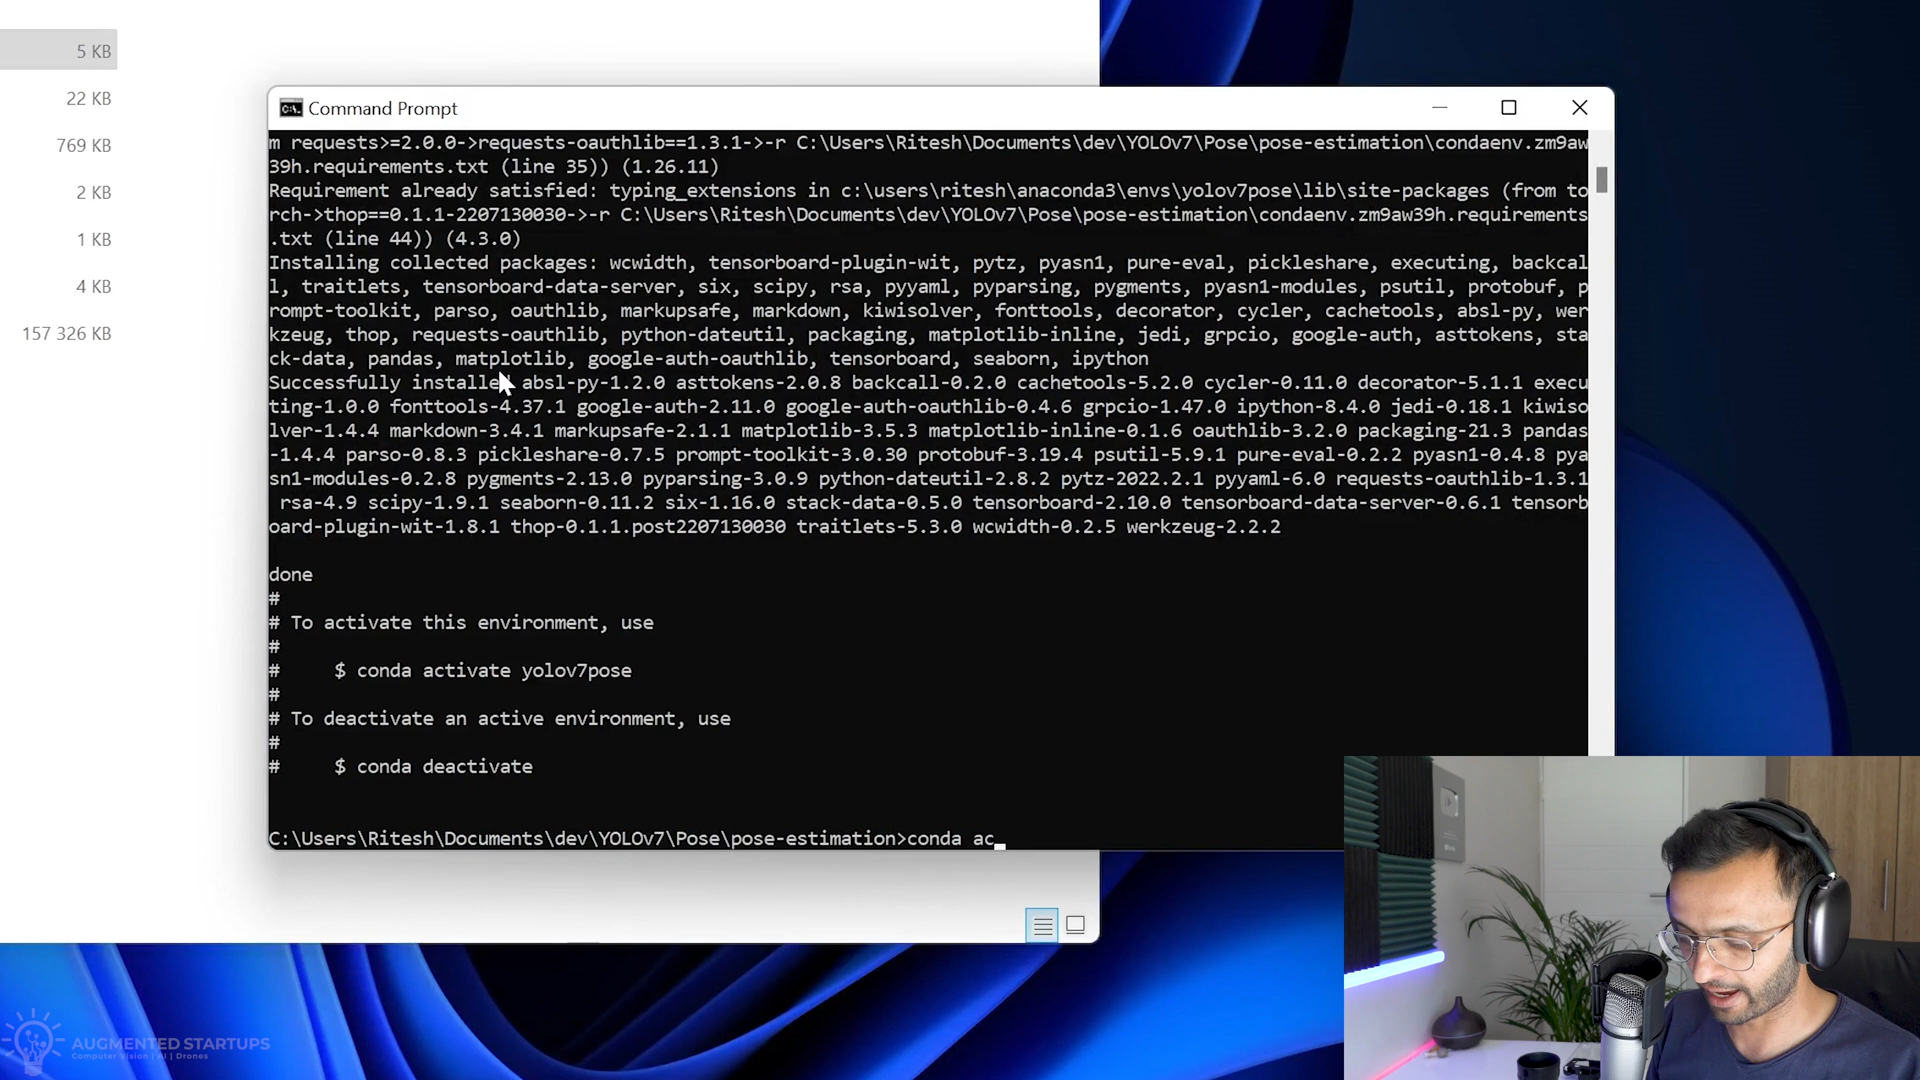 5 KB
22 KB
769 KB
2 KB
1 KB
4 KB
157 326 KB
Command Prompt
m requests>=2.0.0->requests-oauthlib==1.3.1->-r C:\Users\Ritesh\Documents\dev\YOLOv7\Pose\pose-estimation\condaenv.zm9aw
39h.requirements.txt (line 35)) (1.26.11)
Requirement already satisfied: typing_extensions in c:\users\ritesh\anaconda3\envs\yolov7pose\lib\site-packages (from to
rch->thop==0.1.1-2207130030->-r C:\Users\Ritesh\Documents\dev\YOLOv7\Pose\pose-estimation\condaenv.zm9aw39h.requirements
.txt (line 44)) (4.3.0)
Installing collected packages: wcwidth, tensorboard-plugin-wit, pytz, pyasn1, pure-eval, pickleshare, executing, backcal
l, traitlets, tensorboard-data-server, six, scipy, rsa, pyyaml, pyparsing, pygments, pyasn1-modules, psutil, protobuf, p
rompt-toolkit, parso, oauthlib, markupsafe, markdown, kiwisolver, fonttools, decorator, cycler, cachetools, absl-py, wer
kzeug, thop, requests-oauthlib, python-dateutil, packaging, matplotlib-inline, jedi, grpcio, google-auth, asttokens, sta
ck-data, pandas, matplotlib, google-auth-oauthlib, tensorboard, seaborn, ipython
Successfully installed absl-py-1.2.0 asttokens-2.0.8 backcall-0.2.0 cachetools-5.2.0 cycler-0.11.0 decorator-5.1.1 execu
ting-1.0.0 fonttools-4.37.1 google-auth-2.11.0 google-auth-oauthlib-0.4.6 grpcio-1.47.0 ipython-8.4.0 jedi-0.18.1 kiwiso
lver-1.4.4 markdown-3.4.1 markupsafe-2.1.1 matplotlib-3.5.3 matplotlib-inline-0.1.6 oauthlib-3.2.0 packaging-21.3 pandas
-1.4.4 parso-0.8.3 pickleshare-0.7.5 prompt-toolkit-3.0.30 protobuf-3.19.4 psutil-5.9.1 pure-eval-0.2.2 pyasn1-0.4.8 pya
sn1-modules-0.2.8 pygments-2.13.0 pyparsing-3.0.9 python-dateutil-2.8.2 pytz-2022.2.1 pyyaml-6.0 requests-oauthlib-1.3.1
rsa-4.9 scipy-1.9.1 seaborn-0.11.2 six-1.16.0 stack-data-0.5.0 tensorboard-2.10.0 tensorboard-data-server-0.6.1 tensorb
oard-plugin-wit-1.8.1 thop-0.1.1.post2207130030 traitlets-5.3.0 wcwidth-0.2.5 werkzeug-2.2.2
done
#
# To activate this environment, use
#
# $ conda activate yolov7pose
#
# To deactivate an active environment, use
#
# $ conda deactivate
C:\Users\Ritesh\Documents\dev\YOLOv7\Pose\pose-estimation>conda ac
AUGMENTED STARTUPS
Computer Vision | AI | Drones